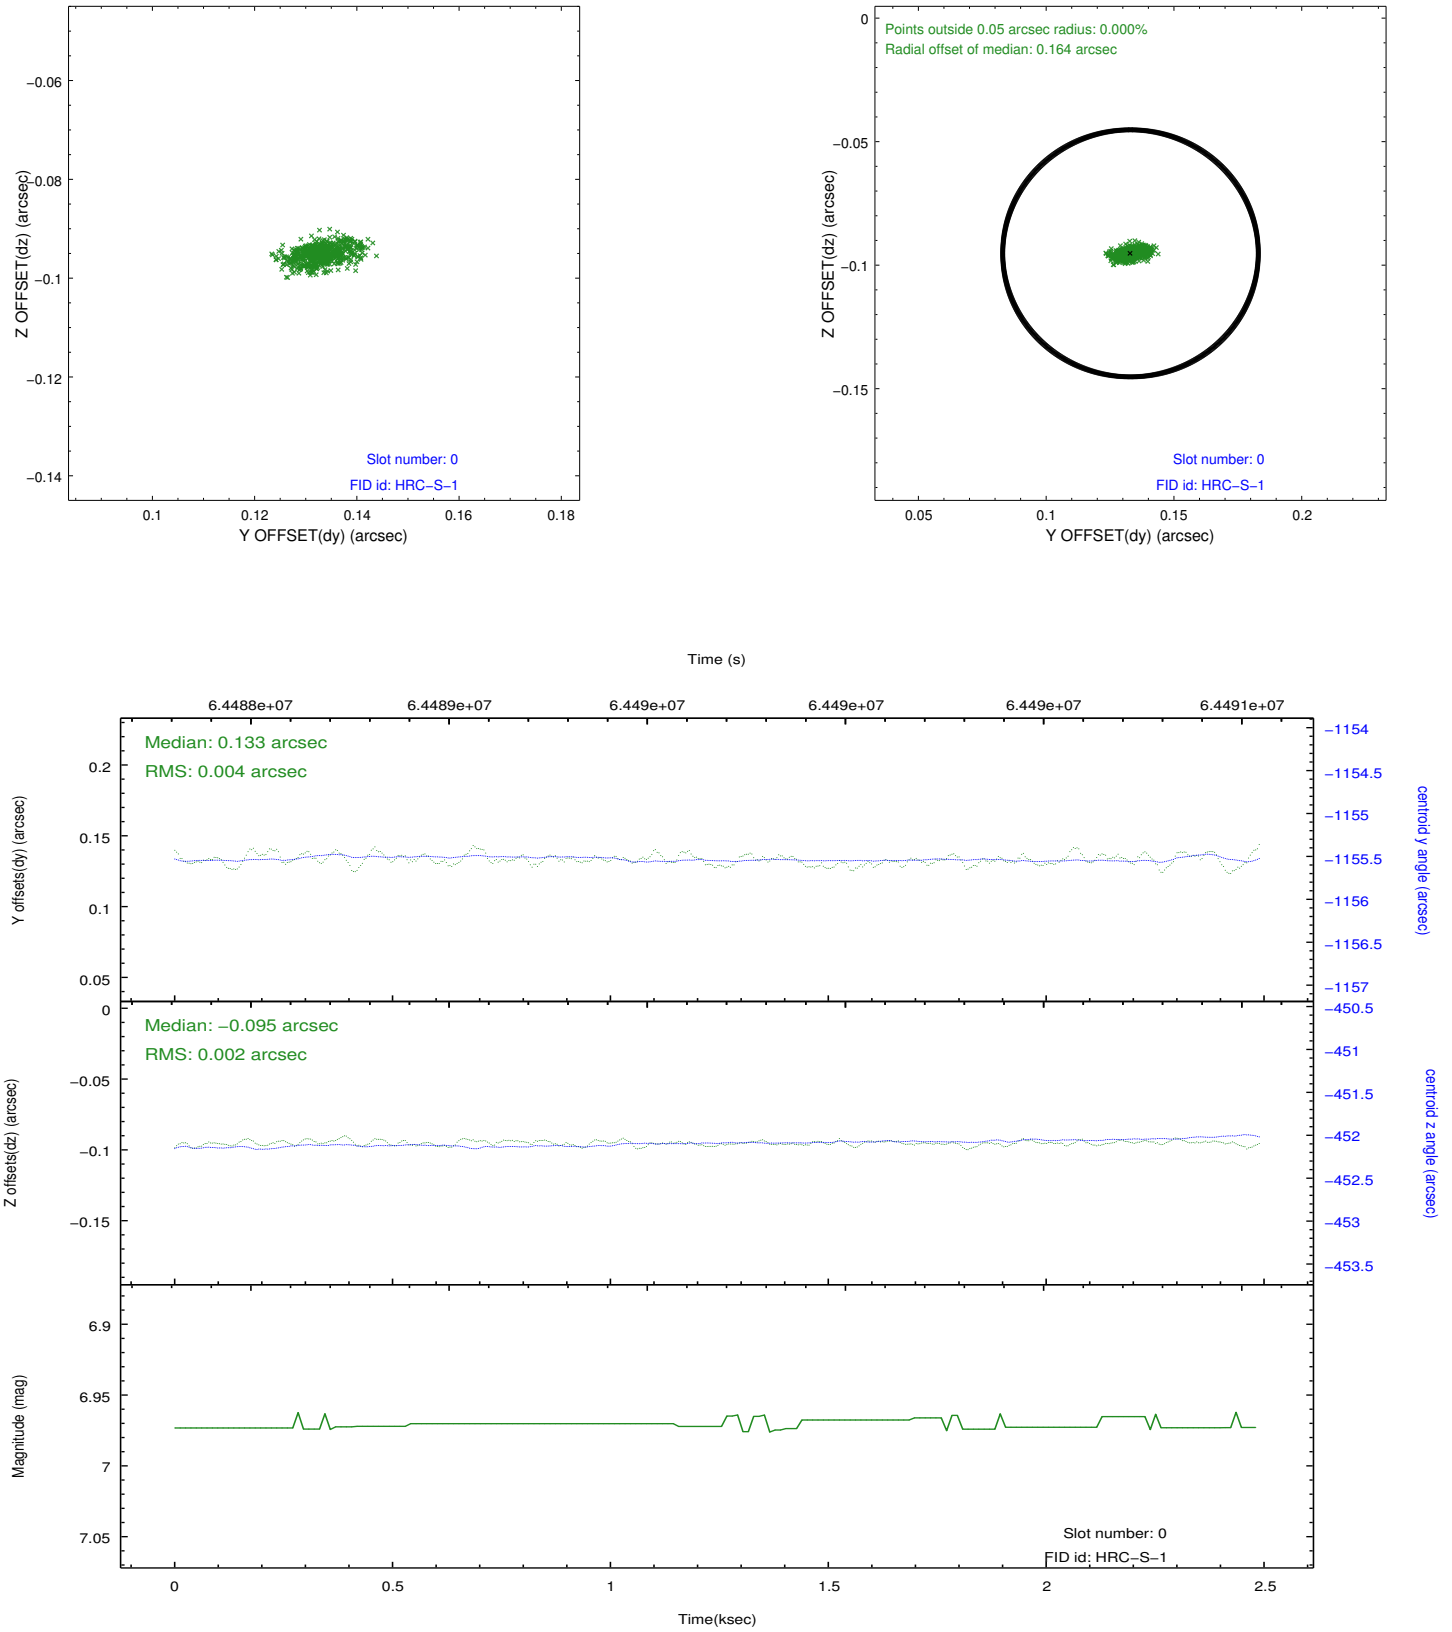 −0.06
−0.08
−0.1
−0.12
−0.14
Z OFFSET(dz) (arcsec)
Slot number: 0
FID id: HRC−S−1
0.1
0.12
0.14
0.16
0.18
Y OFFSET(dy) (arcsec)
Points outside 0.05 arcsec radius: 0.000%
Radial offset of median: 0.164 arcsec
0
−0.05
−0.1
−0.15
Z OFFSET(dz) (arcsec)
Slot number: 0
FID id: HRC−S−1
0.05
0.1
0.15
0.2
Y OFFSET(dy) (arcsec)
Time (s)
6.4488e+07
6.4489e+07
6.449e+07
6.449e+07
6.449e+07
6.4491e+07
Median: 0.133 arcsec
RMS: 0.004 arcsec
0.2
0.15
0.1
0.05
Y offsets(dy) (arcsec)
−1154
−1154.5
−1155
−1155.5
−1156
−1156.5
−1157
centroid y angle (arcsec)
Median: −0.095 arcsec
RMS: 0.002 arcsec
0
−0.05
−0.1
−0.15
Z offsets(dz) (arcsec)
−450.5
−451
−451.5
−452
−452.5
−453
−453.5
centroid z angle (arcsec)
6.9
6.95
7
7.05
Magnitude (mag)
Slot number: 0
FID id: HRC−S−1
0
0.5
1
1.5
2
2.5
Time(ksec)